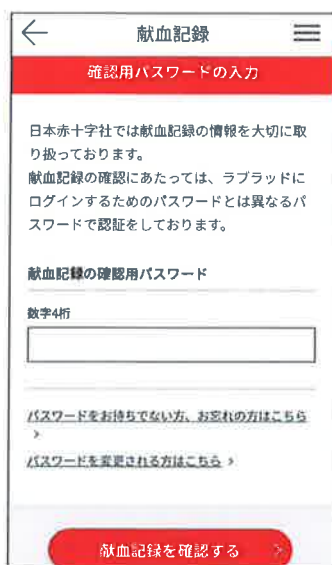 献血記録
確認用パスワードの入力
日本赤十字社では献血記録の情報を大切に取
り扱っております。
献血記録の確認にあたっては、ラブラッドに
ログインするためのパスワードとは異なるパ
スワードで認証をしております。
献血記録の確認用パスワード
数字4桁
パスワードをお持ちでない方、お忘れの方はこちら
>
パスワードを変更される方はこちら >
献血記録を確認する >